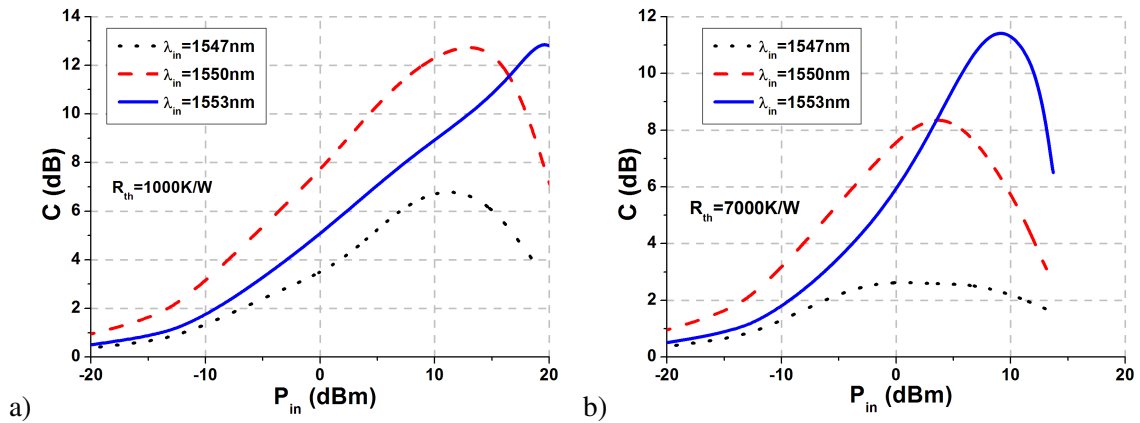 14
12
10
8
6
4
2
0
C (dB)
λin=1547nm
λin=1550nm
λin=1553nm
Rth=1000K/W
-20
-10
0
10
20
Pin (dBm)
a)
12
10
8
6
4
2
0
C (dB)
λin=1547nm
λin=1550nm
λin=1553nm
Rth=7000K/W
-20
-10
0
10
20
Pin (dBm)
b)